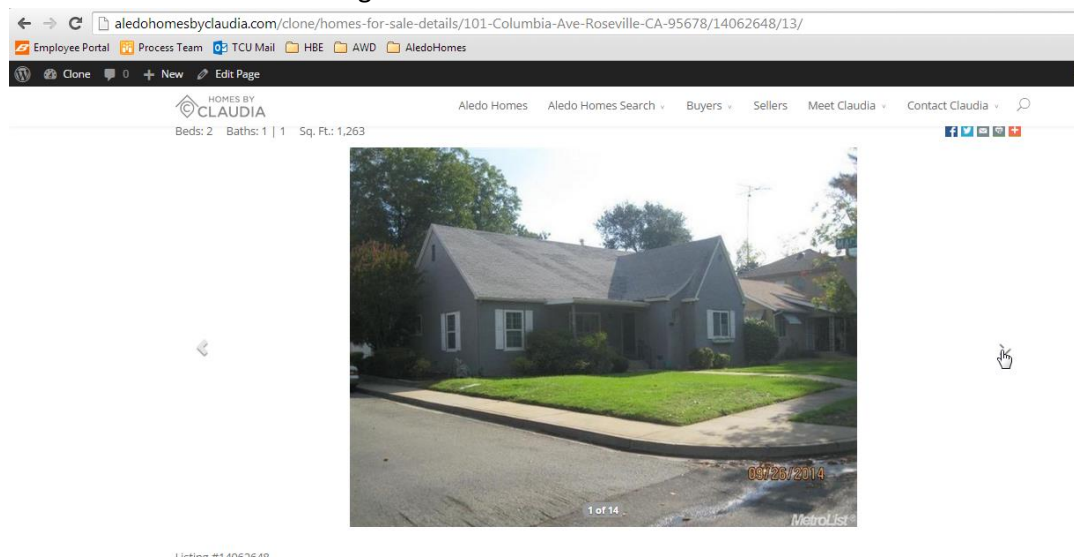 aledohomesbyclaudia.com/clone/homes-for-sale-details/101-Columbia-Ave-Roseville-CA-95678/14062648/13/
Employee Portal Process Team TCU Mail HBE AWD AledoHomes
Clone 0 + New Edit Page
HOMES BY
CLAUDIA
Aledo Homes Aledo Homes Search Buyers Sellers Meet Claudia Contact Claudia
Beds: 2 Baths: 1 | 1 Sq. Ft.: 1,263
09/26/2014
1 of 14
MetroList
Listing #14062648